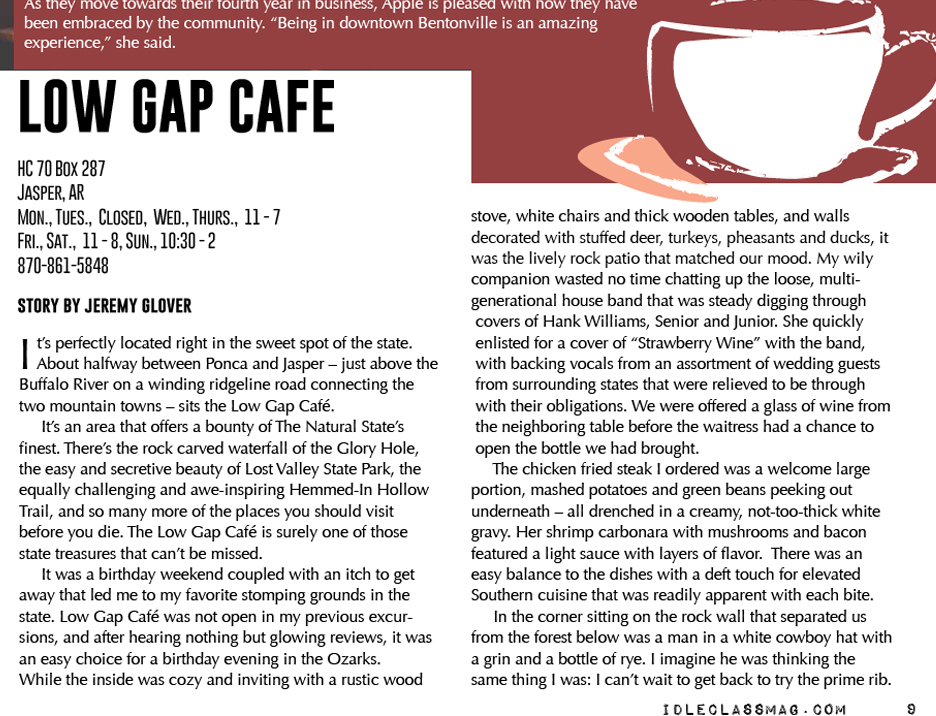 As they move towards their fourth year in business, Apple is pleased with how they have
been embraced by the community. “Being in downtown Bentonville is an amazing
experience,” she said.
LOW GAP CAFE
HC 70 Box 287
Jasper, AR
Mon., Tues., Closed, Wed., Thurs., 11 - 7
Fri., Sat., 11 - 8, Sun., 10:30 - 2
870-861-5848
STORY BY JEREMY GLOVER
It’s perfectly located right in the sweet spot of the state.
About halfway between Ponca and Jasper – just above the
Buffalo River on a winding ridgeline road connecting the
two mountain towns – sits the Low Gap Café.
It’s an area that offers a bounty of The Natural State’s
finest. There’s the rock carved waterfall of the Glory Hole,
the easy and secretive beauty of Lost Valley State Park, the
equally challenging and awe-inspiring Hemmed-In Hollow
Trail, and so many more of the places you should visit
before you die. The Low Gap Café is surely one of those
state treasures that can’t be missed.
It was a birthday weekend coupled with an itch to get
away that led me to my favorite stomping grounds in the
state. Low Gap Café was not open in my previous excur-
sions, and after hearing nothing but glowing reviews, it was
an easy choice for a birthday evening in the Ozarks.
While the inside was cozy and inviting with a rustic wood
stove, white chairs and thick wooden tables, and walls
decorated with stuffed deer, turkeys, pheasants and ducks, it
was the lively rock patio that matched our mood. My wily
companion wasted no time chatting up the loose, multi-
generational house band that was steady digging through
covers of Hank Williams, Senior and Junior. She quickly
enlisted for a cover of “Strawberry Wine” with the band,
with backing vocals from an assortment of wedding guests
from surrounding states that were relieved to be through
with their obligations. We were offered a glass of wine from
the neighboring table before the waitress had a chance to
open the bottle we had brought.
The chicken fried steak I ordered was a welcome large
portion, mashed potatoes and green beans peeking out
underneath – all drenched in a creamy, not-too-thick white
gravy. Her shrimp carbonara with mushrooms and bacon
featured a light sauce with layers of flavor. There was an
easy balance to the dishes with a deft touch for elevated
Southern cuisine that was readily apparent with each bite.
In the corner sitting on the rock wall that separated us
from the forest below was a man in a white cowboy hat with
a grin and a bottle of rye. I imagine he was thinking the
same thing I was: I can’t wait to get back to try the prime rib.
IDLECLASSMAG.COM 9